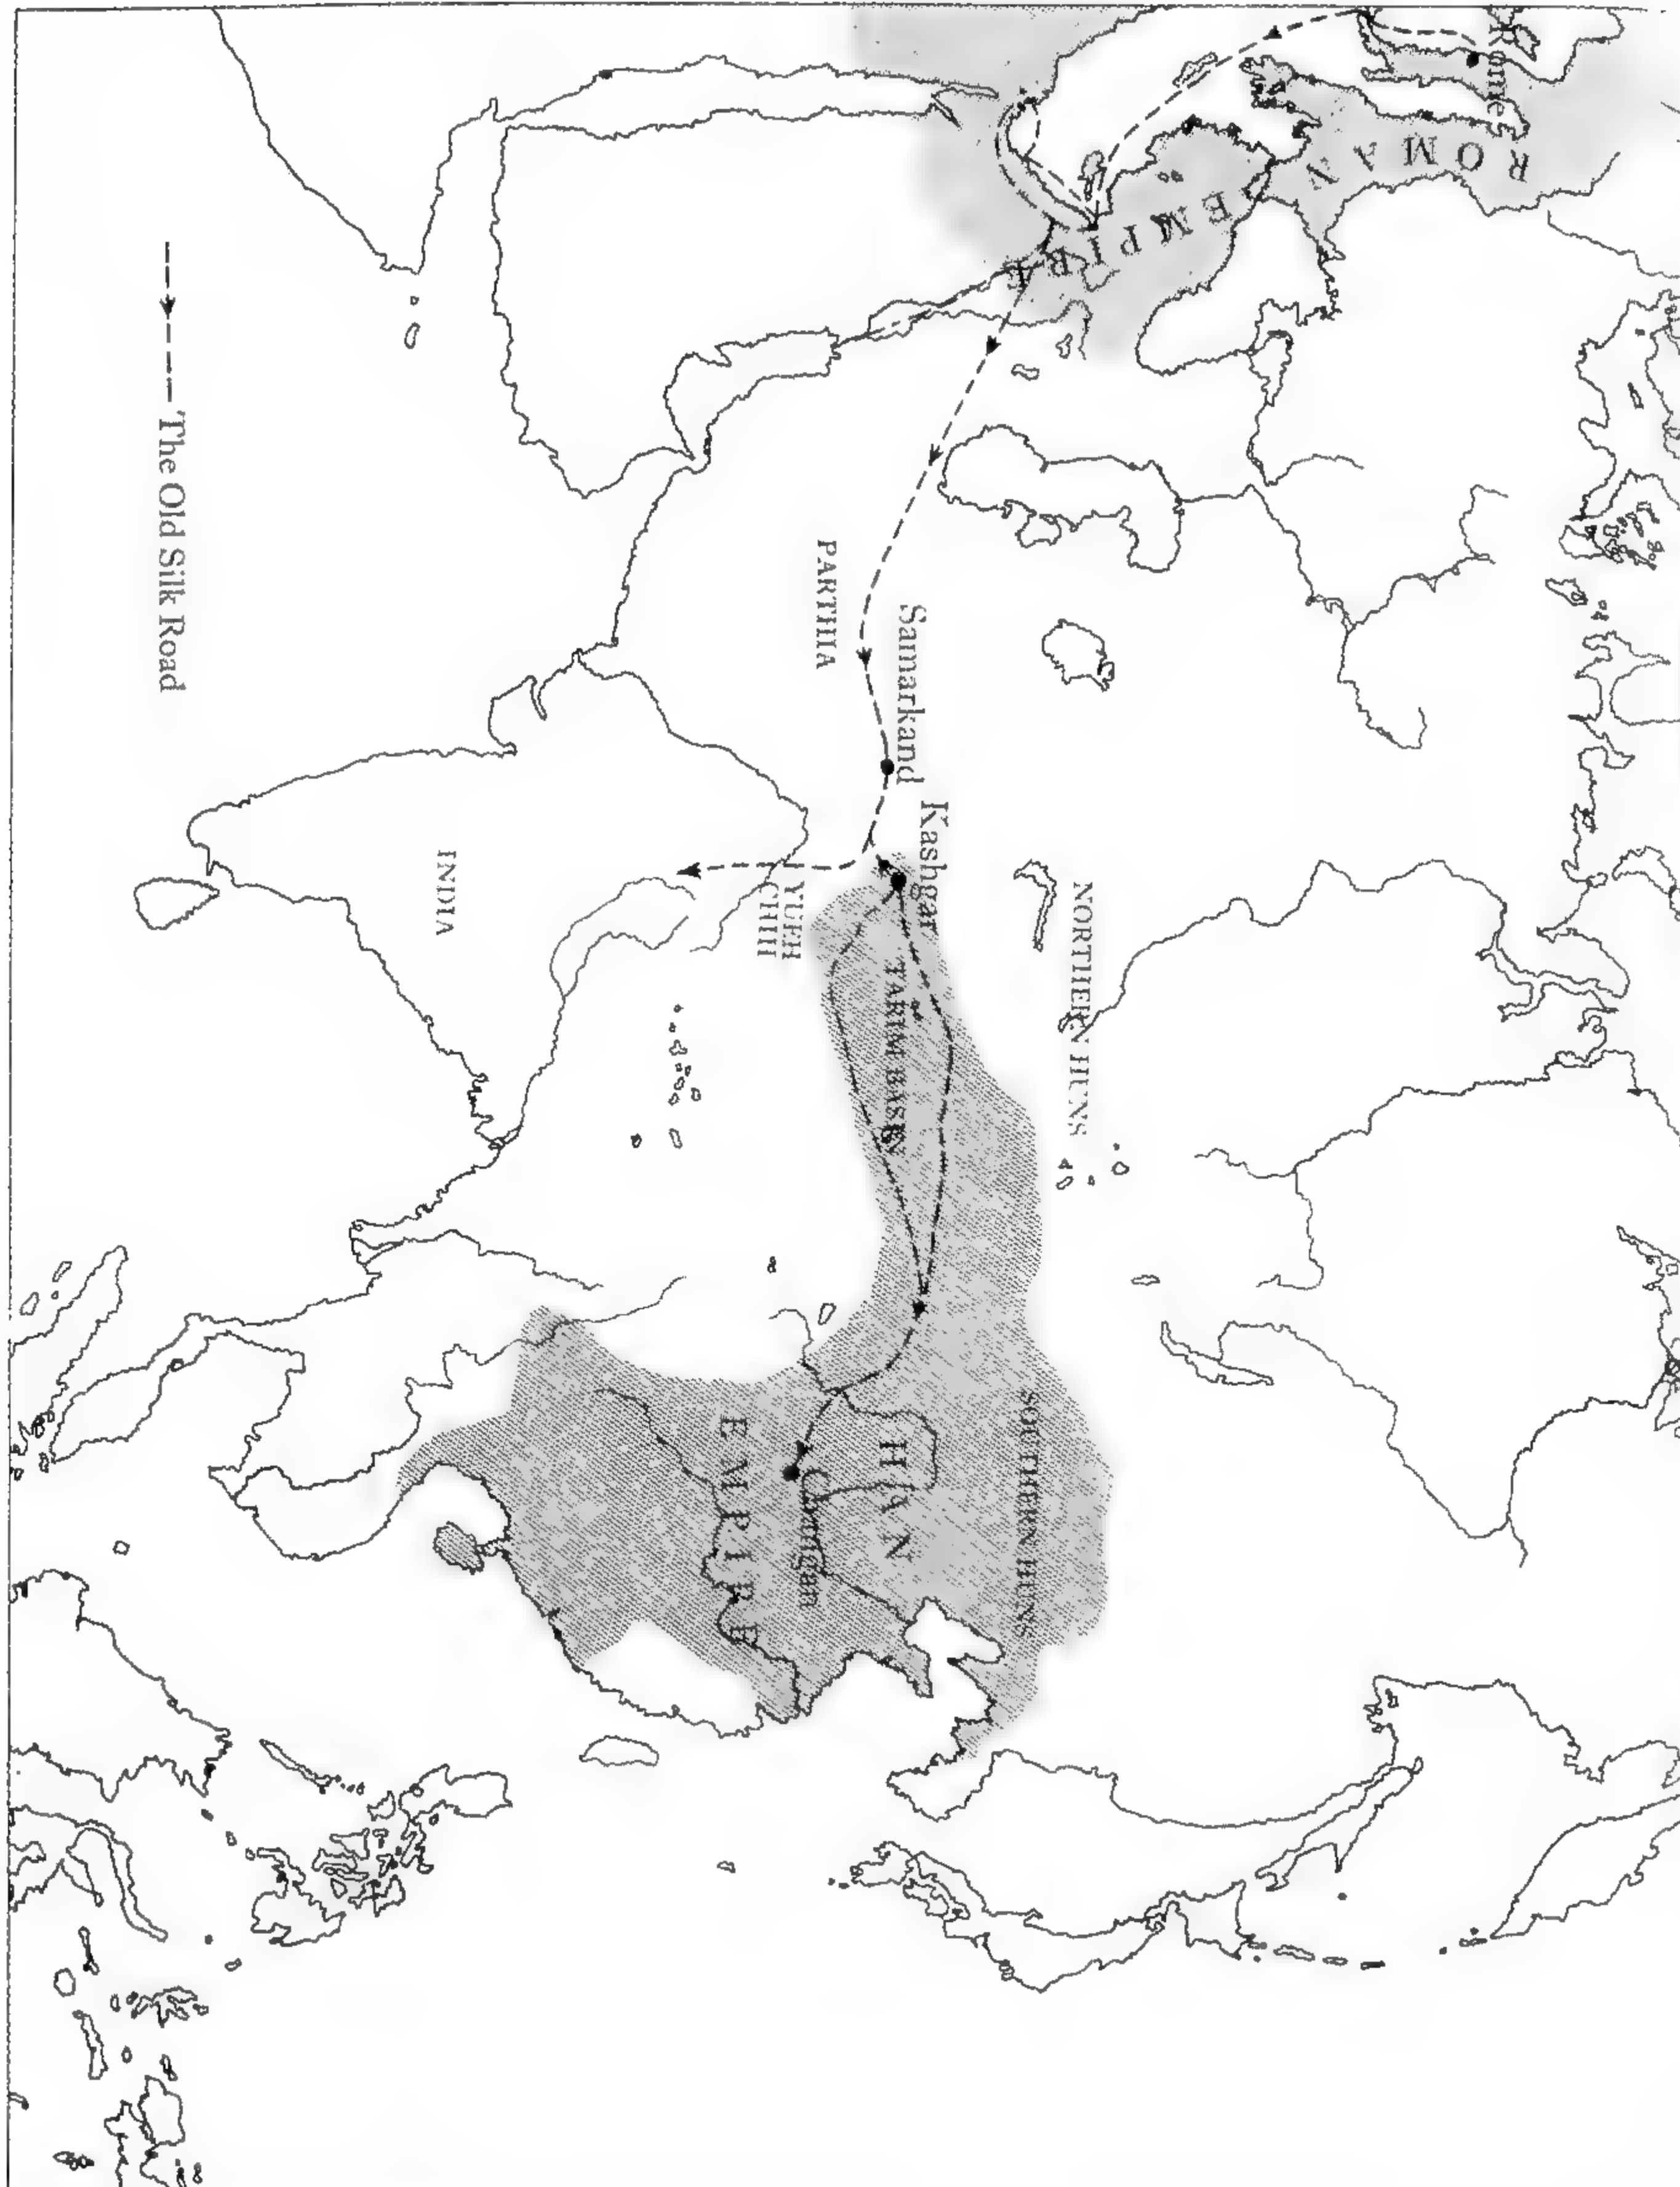 Rome
ROMAN
EMPIRE
Samarkand
Kashgar
NORTHERN HUNS
PARTHIA
TARIM BASIN
YUEH
CHIH
INDIA
SOUTHERN HUNS
HAN
EMPIRE
The Old Silk Road